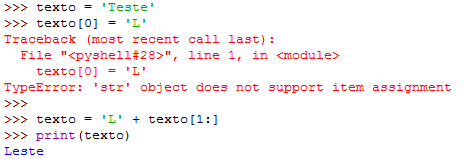 >>> texto = 'Teste'
>>> texto[0] = 'L'
Traceback (most recent call last):
  File "<pyshell#28>", line 1, in <module>
    texto[0] = 'L'
TypeError: 'str' object does not support item assignment
>>>
>>> texto = 'L' + texto[1:]
>>> print(texto)
Leste